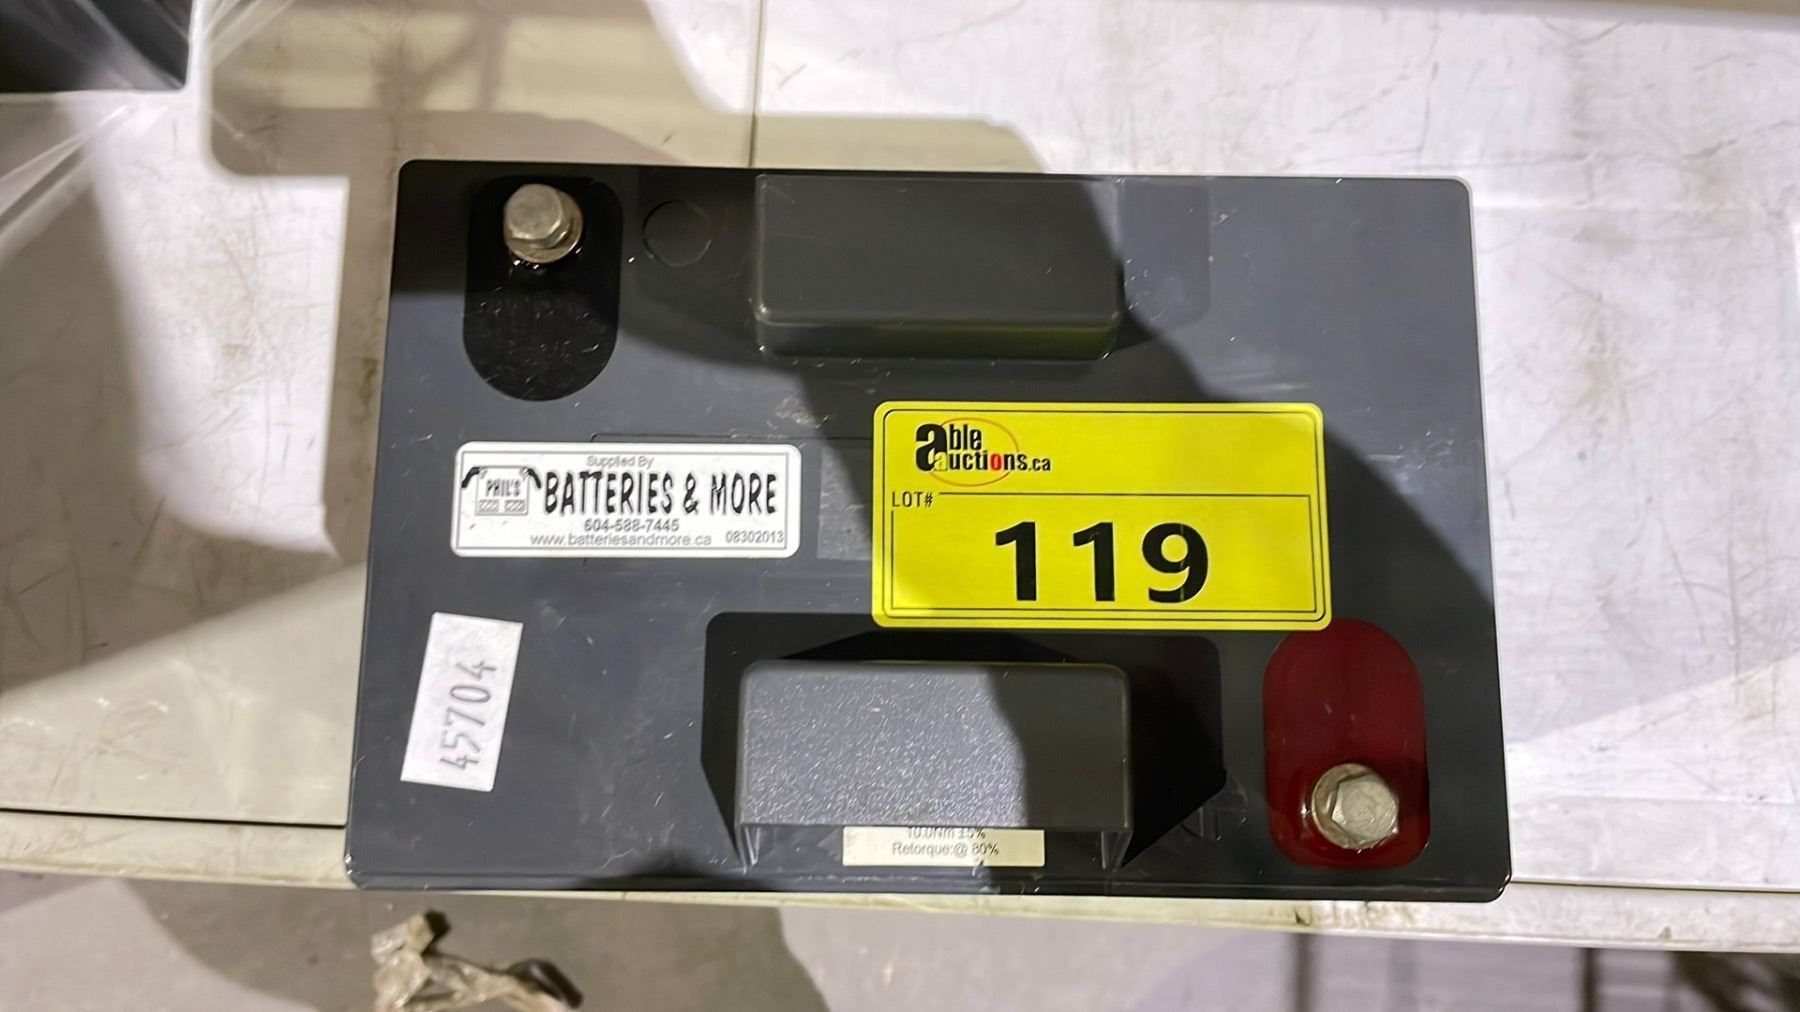 Supplied By
PHIL'S BATTERIES & MORE
604-588-7445
www.batteriesandmore.ca 08302013
able auctions.ca
LOT#
119
45704
10.0Nm ±5%
Retorque:@ 80%